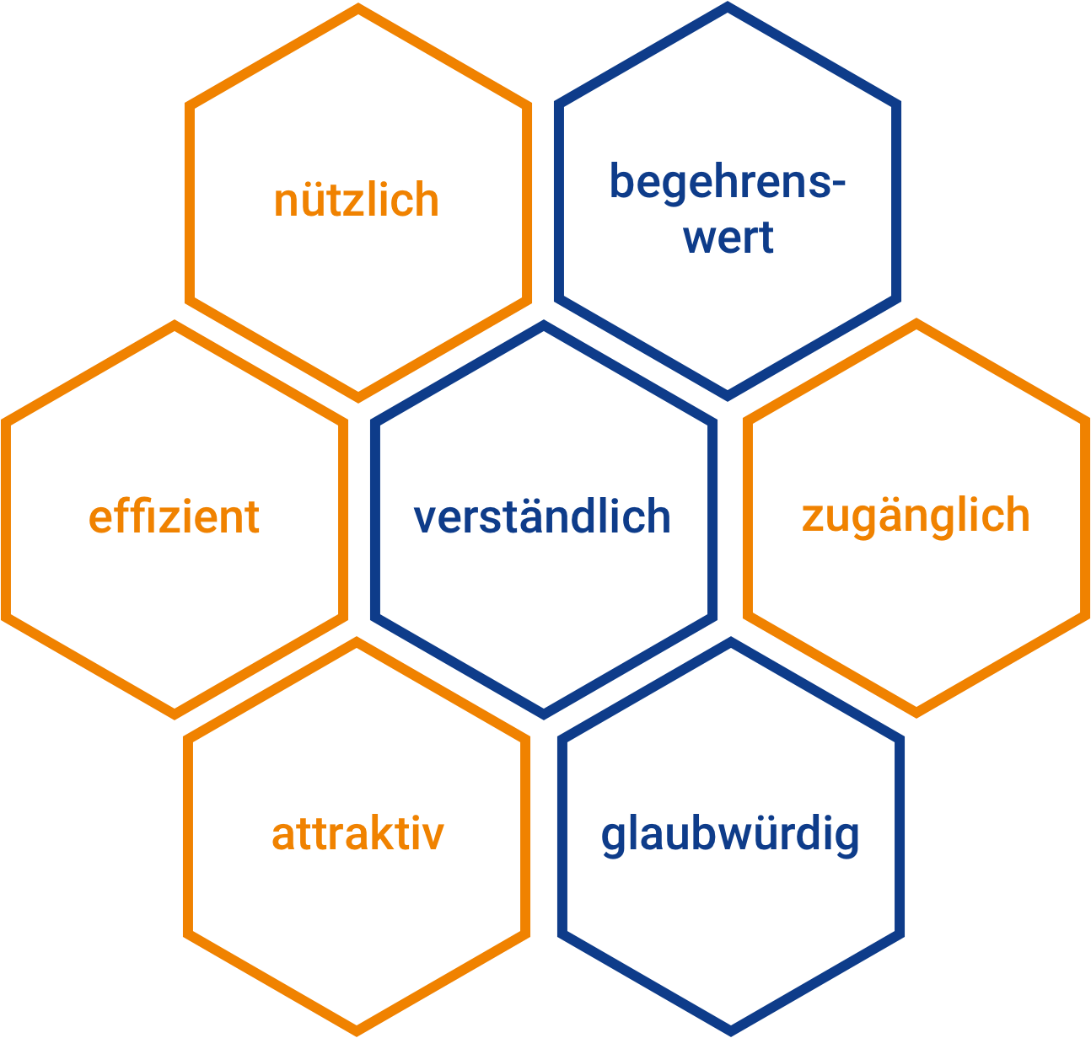 nützlich
begehrens-
wert
effizient
verständlich
zugänglich
attraktiv
glaubwürdig